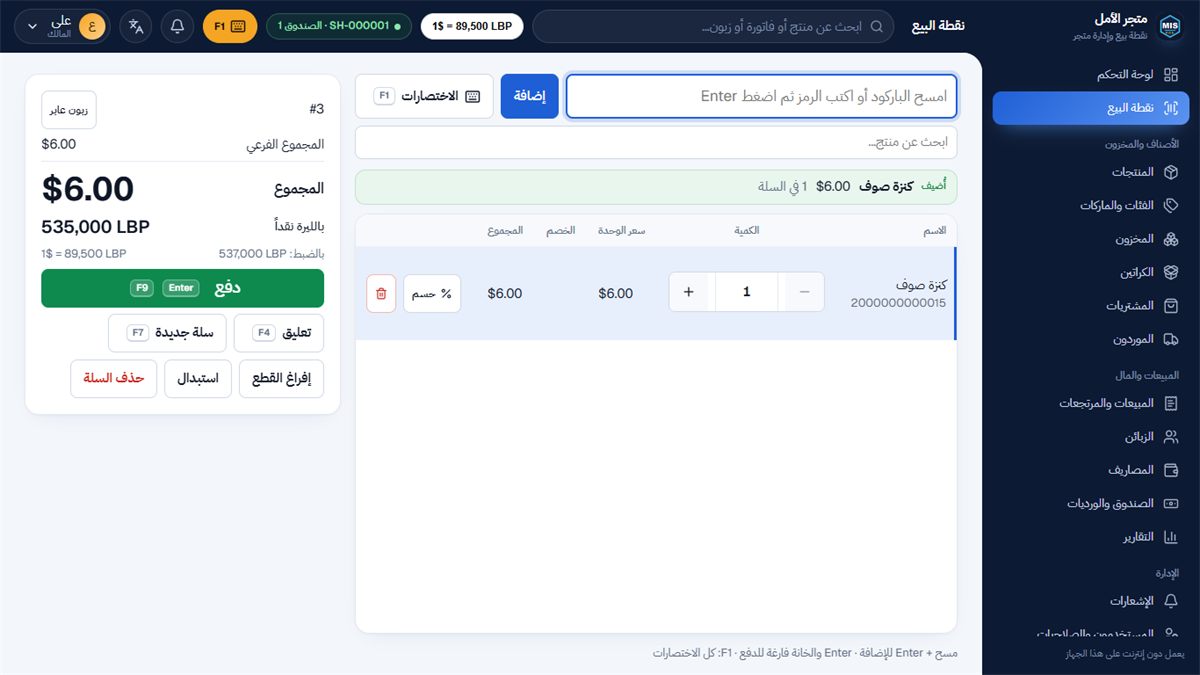 متجر الأمل
نقطة بيع وإدارة متجر
MIS
نقطة البيع
ابحث عن منتج أو فاتورة أو زبون...
1$ = 89,500 LBP
SH-000001 · الصندوق 1
F1
ع
علي
المالك
لوحة التحكم
نقطة البيع
الأصناف والمخزون
المنتجات
الفئات والماركات
المخزون
الكراتين
المشتريات
الموردون
المبيعات والمال
المبيعات والمرتجعات
الزبائن
المصاريف
الصندوق والورديات
التقارير
الإدارة
الإشعارات
المستخدمون والصلاحيات
يعمل دون إنترنت على هذا الجهاز
امسح الباركود أو اكتب الرمز ثم اضغط Enter
إضافة
الاختصارات F1
ابحث عن منتج...
أُضيف كنزة صوف $6.00 1 في السلة
الاسم الكمية سعر الوحدة الخصم المجموع
كنزة صوف
2000000000015
− 1 +
$6.00
$6.00
% حسم
مسح + Enter للإضافة · Enter والخانة فارغة للدفع · F1: كل الاختصارات
#3
زبون عابر
المجموع الفرعي $6.00
المجموع $6.00
بالليرة نقداً 535,000 LBP
بالضبط: 537,000 LBP 1$ = 89,500 LBP
دفع Enter F9
تعليق F4
سلة جديدة F7
إفراغ القطع
استبدال
حذف السلة